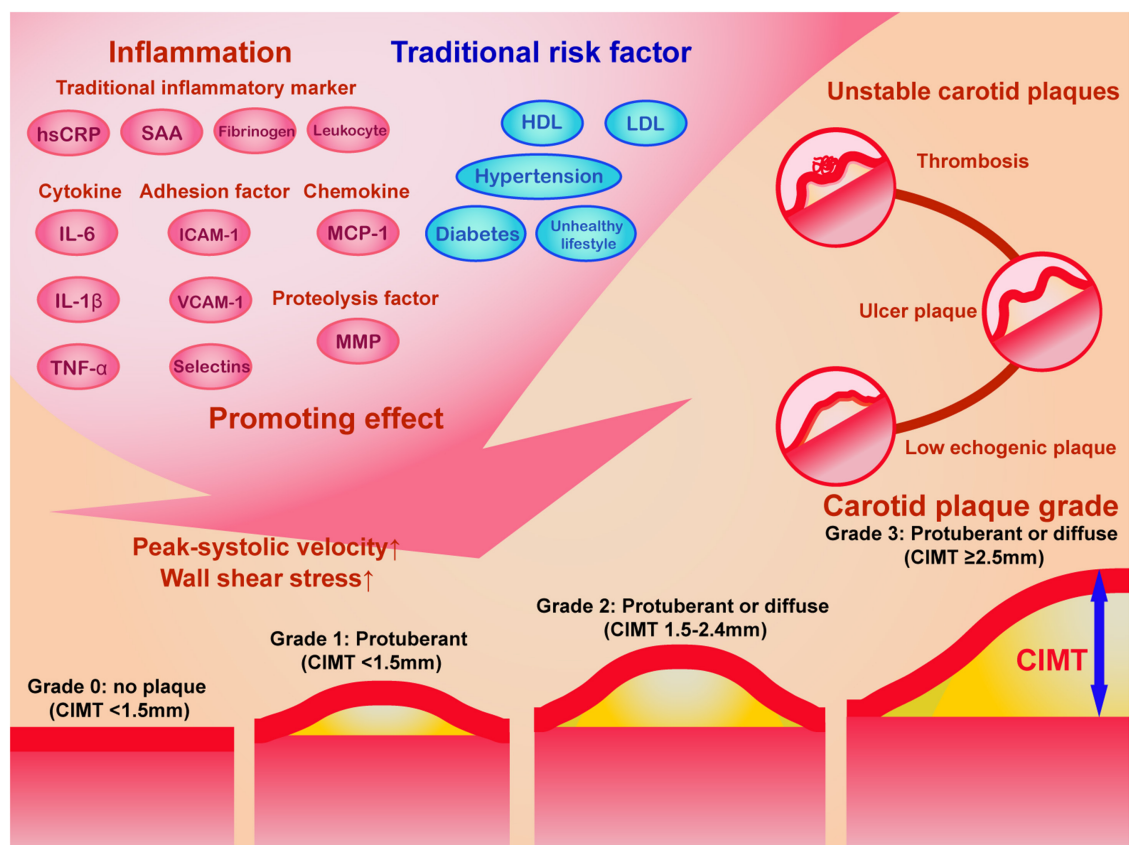 Inflammation
Traditional inflammatory marker
hsCRP
SAA
Fibrinogen
Leukocyte
Cytokine
Adhesion factor
Chemokine
IL-6
ICAM-1
MCP-1
IL-1β
VCAM-1
Proteolysis factor
MMP
TNF-α
Selectins
Promoting effect
Traditional risk factor
HDL
LDL
Hypertension
Diabetes
Unhealthy
lifestyle
Unstable carotid plaques
Thrombosis
Ulcer plaque
Low echogenic plaque
Peak-systolic velocity↑
Wall shear stress↑
Carotid plaque grade
Grade 0: no plaque
(CIMT <1.5mm)
Grade 1: Protuberant
(CIMT <1.5mm)
Grade 2: Protuberant or diffuse
(CIMT 1.5-2.4mm)
Grade 3: Protuberant or diffuse
(CIMT ≥2.5mm)
CIMT